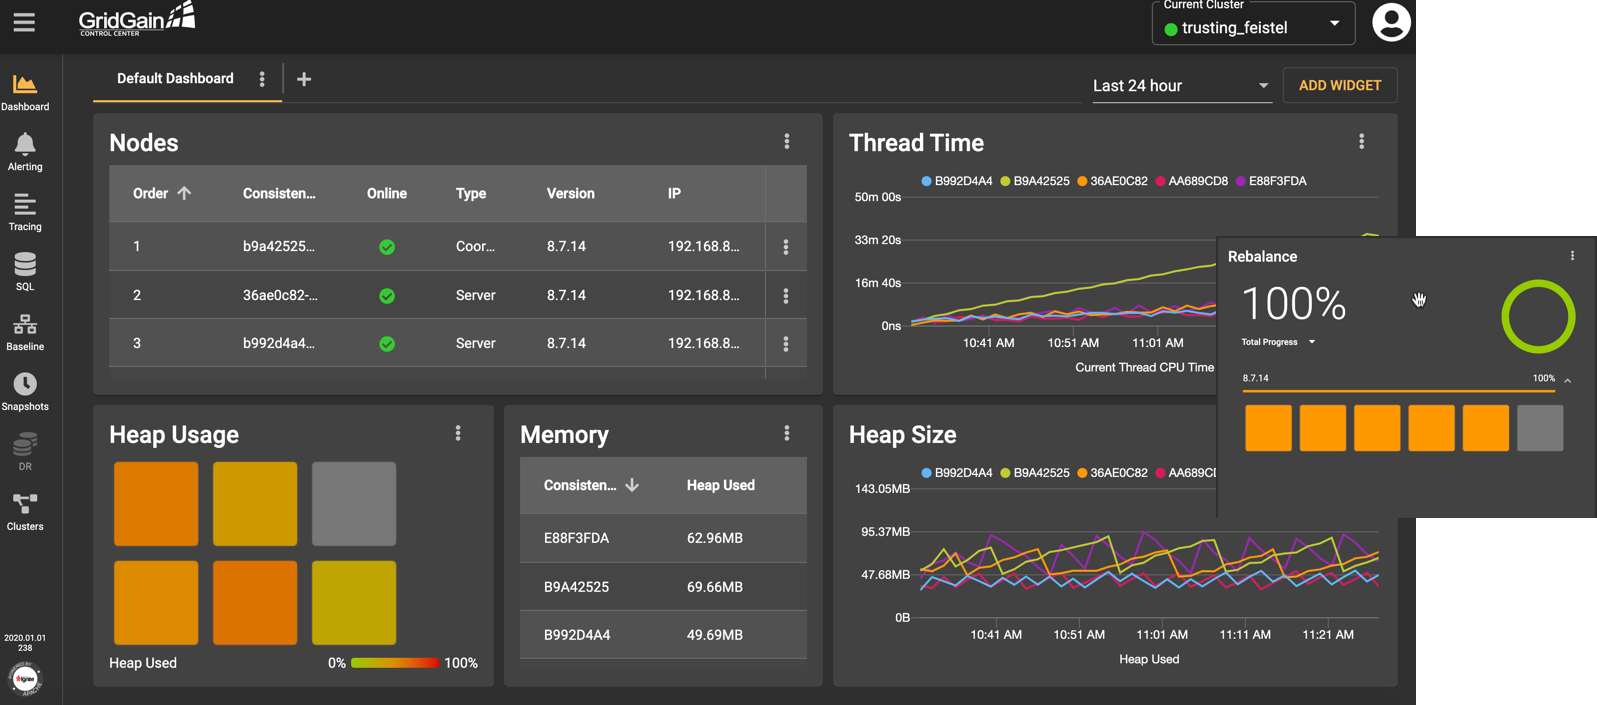 GridGain
CONTROL CENTER
Current Cluster
trusting_feistel
Default Dashboard
Last 24 hour
ADD WIDGET
Dashboard
Alerting
Tracing
SQL
Baseline
Snapshots
DR
Clusters
2020.01.01
238
POWERED BY
ignite
APACHE
Nodes
Order Consisten... Online Type Version IP
1 b9a42525... Coor... 8.7.14 192.168.8...
2 36ae0c82-... Server 8.7.14 192.168.8...
3 b992d4a4... Server 8.7.14 192.168.8...
Thread Time
B992D4A4 B9A42525 36AE0C82 AA689CD8 E88F3FDA
50m 00s
33m 20s
16m 40s
0ns
10:41 AM 10:51 AM 11:01 AM
Current Thread CPU Time
Rebalance
100%
Total Progress
8.7.14 100%
Heap Usage
Heap Used 0% 100%
Memory
Consisten... Heap Used
E88F3FDA 62.96MB
B9A42525 69.66MB
B992D4A4 49.69MB
Heap Size
B992D4A4 B9A42525 36AE0C82 AA689CD
143.05MB
95.37MB
47.68MB
0B
10:41 AM 10:51 AM 11:01 AM 11:11 AM 11:21 AM
Heap Used